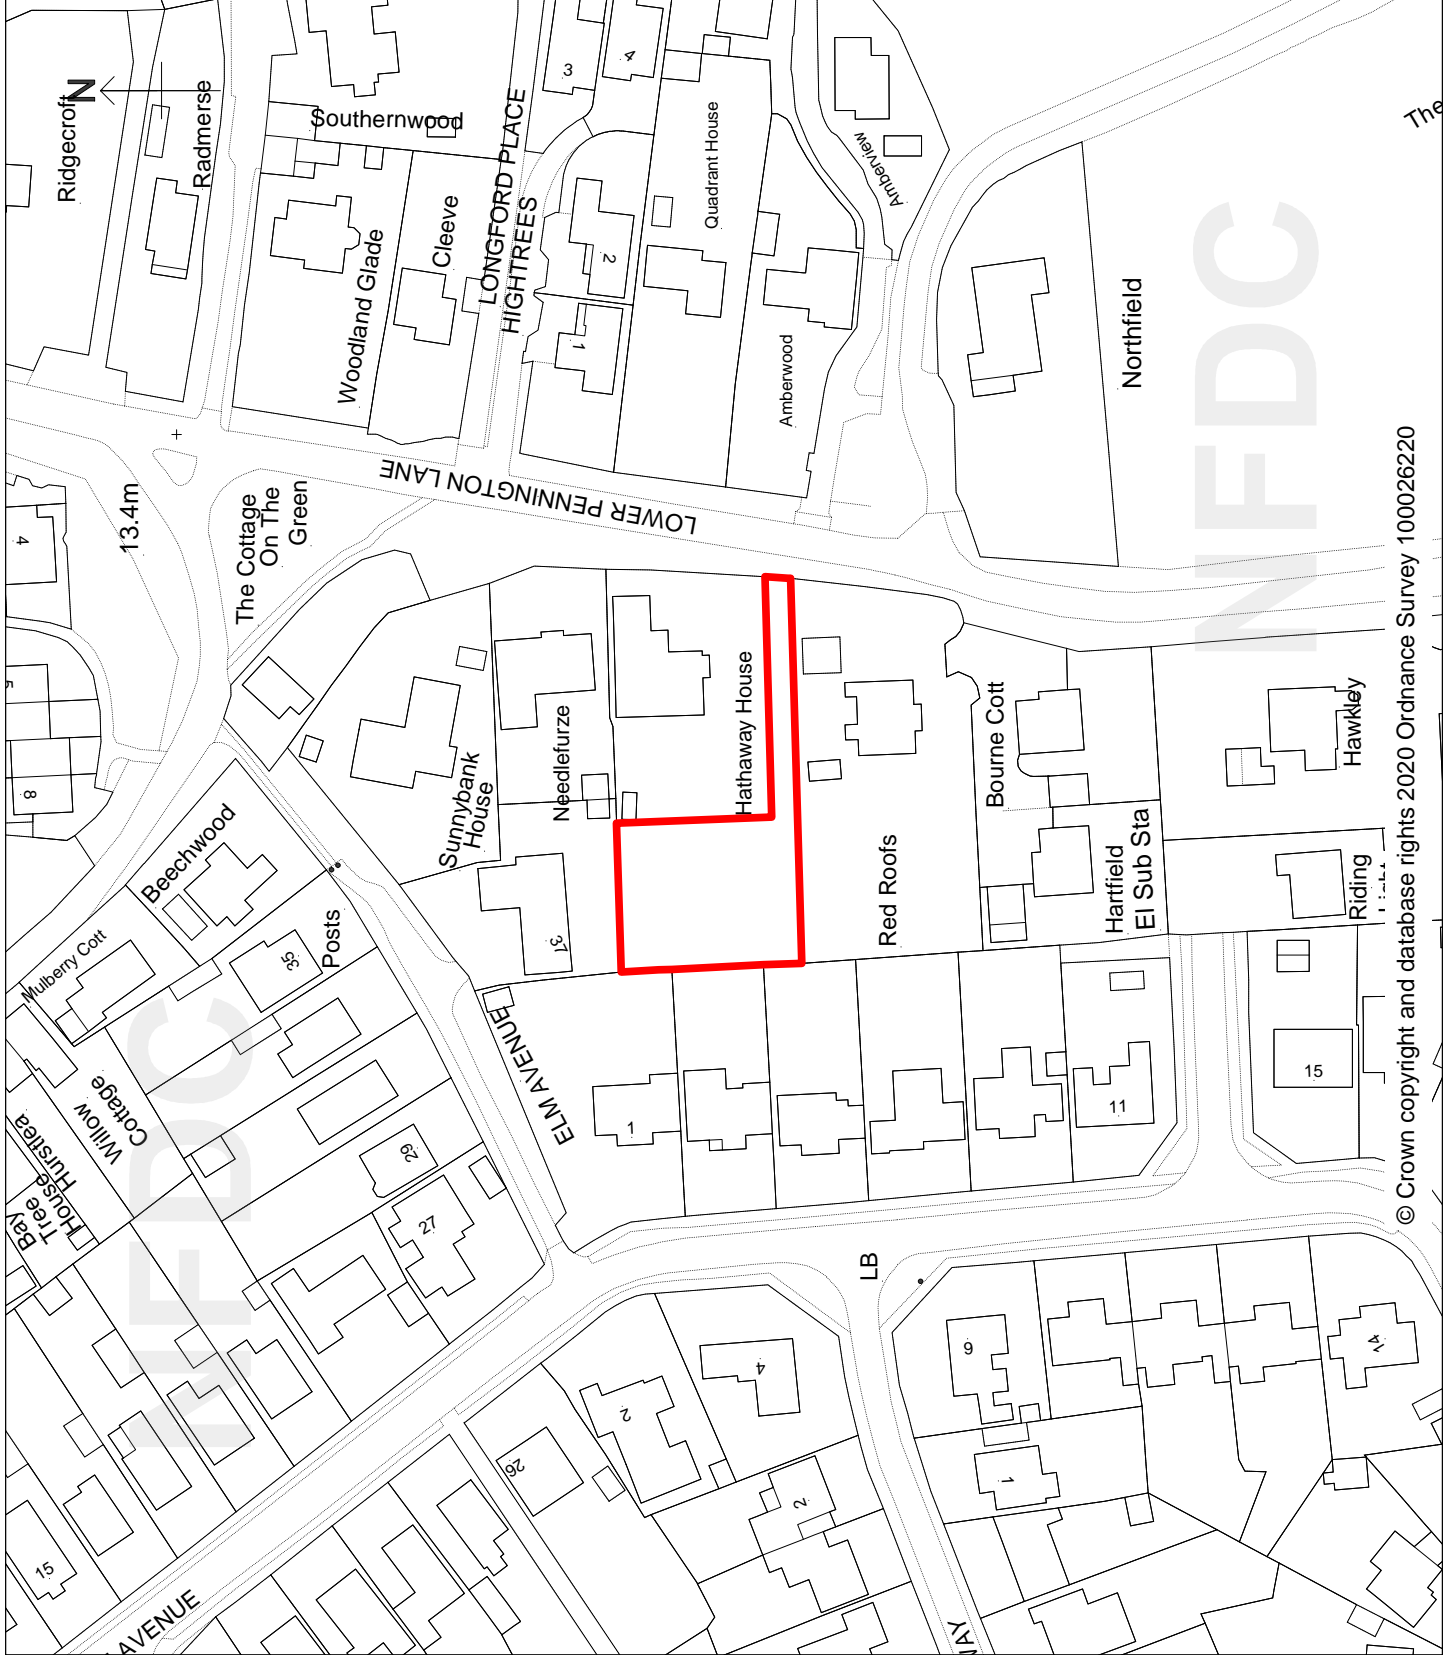 N
Ridgecroft
Radmerse
Southernwood
3
4
LONGFORD PLACE
HIGHTREES
Quadrant House
Amberview
The
Woodland Glade
Cleeve
2
1
Amberwood
Northfield
NFDC
4
13.4m
The Cottage
On The
Green
LOWER PENNINGTON LANE
8
Sunnybank
House
Needlefurze
Hathaway House
Bourne Cott
Hawkley
Beechwood
Mulberry Cott
35
Posts
37
Red Roofs
Hartfield
El Sub Sta
Riding
ELM AVENUE
Willow
Cottage
Hurstlea
Bay
Tree
House
29
27
1
11
15
NFDC
LB
2
4
9
14
26
2
1
15
AVENUE
WAY
© Crown copyright and database rights 2020 Ordnance Survey 100026220